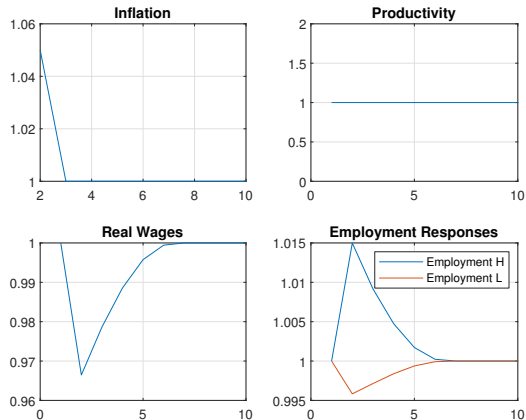 Inflation
1.06
1.04
1.02
1
2 4 6 8 10
Productivity
2
1.5
1
0.5
0
0 5 10
Real Wages
1
0.99
0.98
0.97
0.96
0 5 10
Employment Responses
1.015
1.01
1.005
1
0.995
0 5 10
Employment H
Employment L